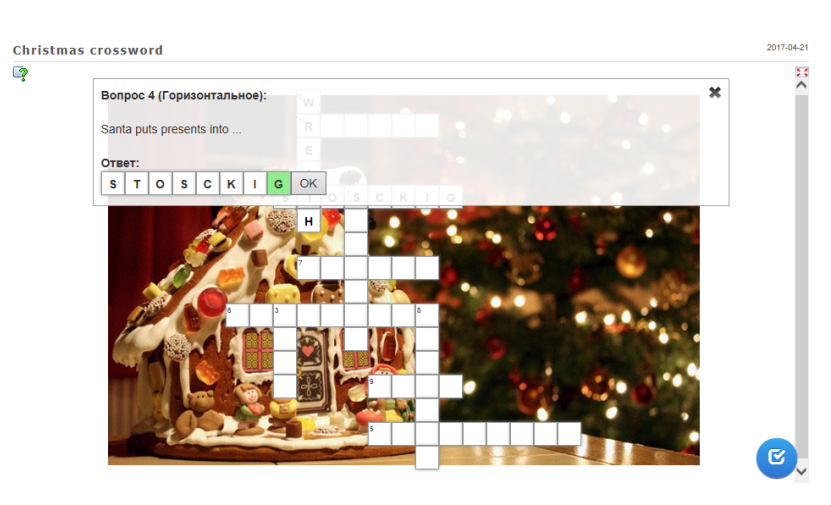 Christmas crossword
2017-04-21
Вопрос 4 (Горизонтальное):
Santa puts presents into ...
Ответ:
S T O S C K I G OK
W
R
E
S T O S C K I G
H
7
6 3 8
9
5